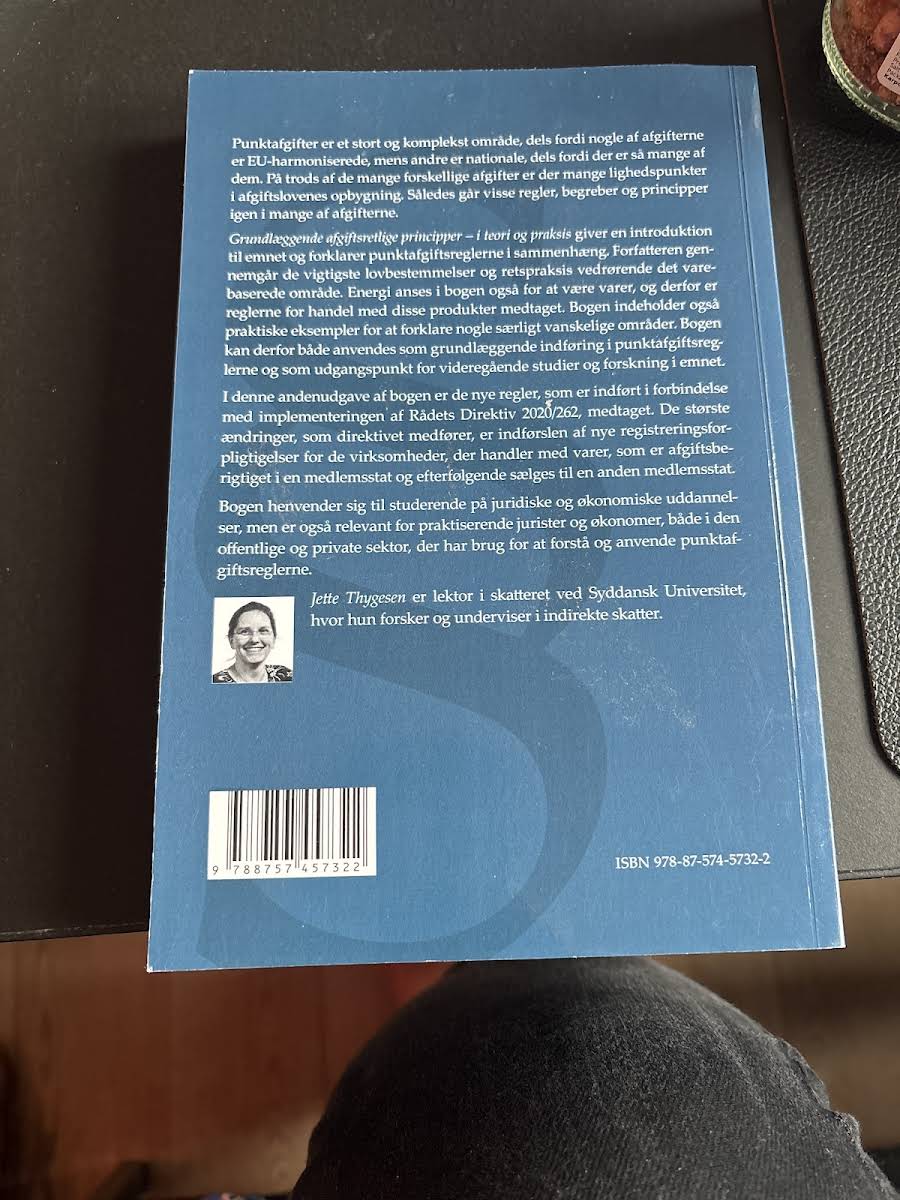 Punktafgifter er et stort og komplekst område, dels fordi nogle af afgifterne
er EU-harmoniserede, mens andre er nationale, dels fordi der er så mange af
dem. På trods af de mange forskellige afgifter er der mange lighedspunkter
i afgiftslovenes opbygning. Således går visse regler, begreber og principper
igen i mange af afgifterne.
Grundlæggende afgiftsretlige principper – i teori og praksis giver en introduktion
til emnet og forklarer punktafgiftsreglerne i sammenhæng. Forfatteren gen-
nemgår de vigtigste lovbestemmelser og retspraksis vedrørende det vare-
baserede område. Energi anses i bogen også for at være varer, og derfor er
reglerne for handel med disse produkter medtaget. Bogen indeholder også
praktiske eksempler for at forklare nogle særligt vanskelige områder. Bogen
kan derfor både anvendes som grundlæggende indføring i punktafgiftsreg-
lerne og som udgangspunkt for videregående studier og forskning i emnet.
I denne andenudgave af bogen er de nye regler, som er indført i forbindelse
med implementeringen af Rådets Direktiv 2020/262, medtaget. De største
ændringer, som direktivet medfører, er indførslen af nye registreringsfor-
pligtigelser for de virksomheder, der handler med varer, som er afgiftsbe-
rigtiget i en medlemsstat og efterfølgende sælges til en anden medlemsstat.
Bogen henvender sig til studerende på juridiske og økonomiske uddannel-
ser, men er også relevant for praktiserende jurister og økonomer, både i den
offentlige og private sektor, der har brug for at forstå og anvende punktaf-
giftsreglerne.
Jette Thygesen er lektor i skatteret ved Syddansk Universitet,
hvor hun forsker og underviser i indirekte skatter.
9 788757 457322
ISBN 978-87-574-5732-2